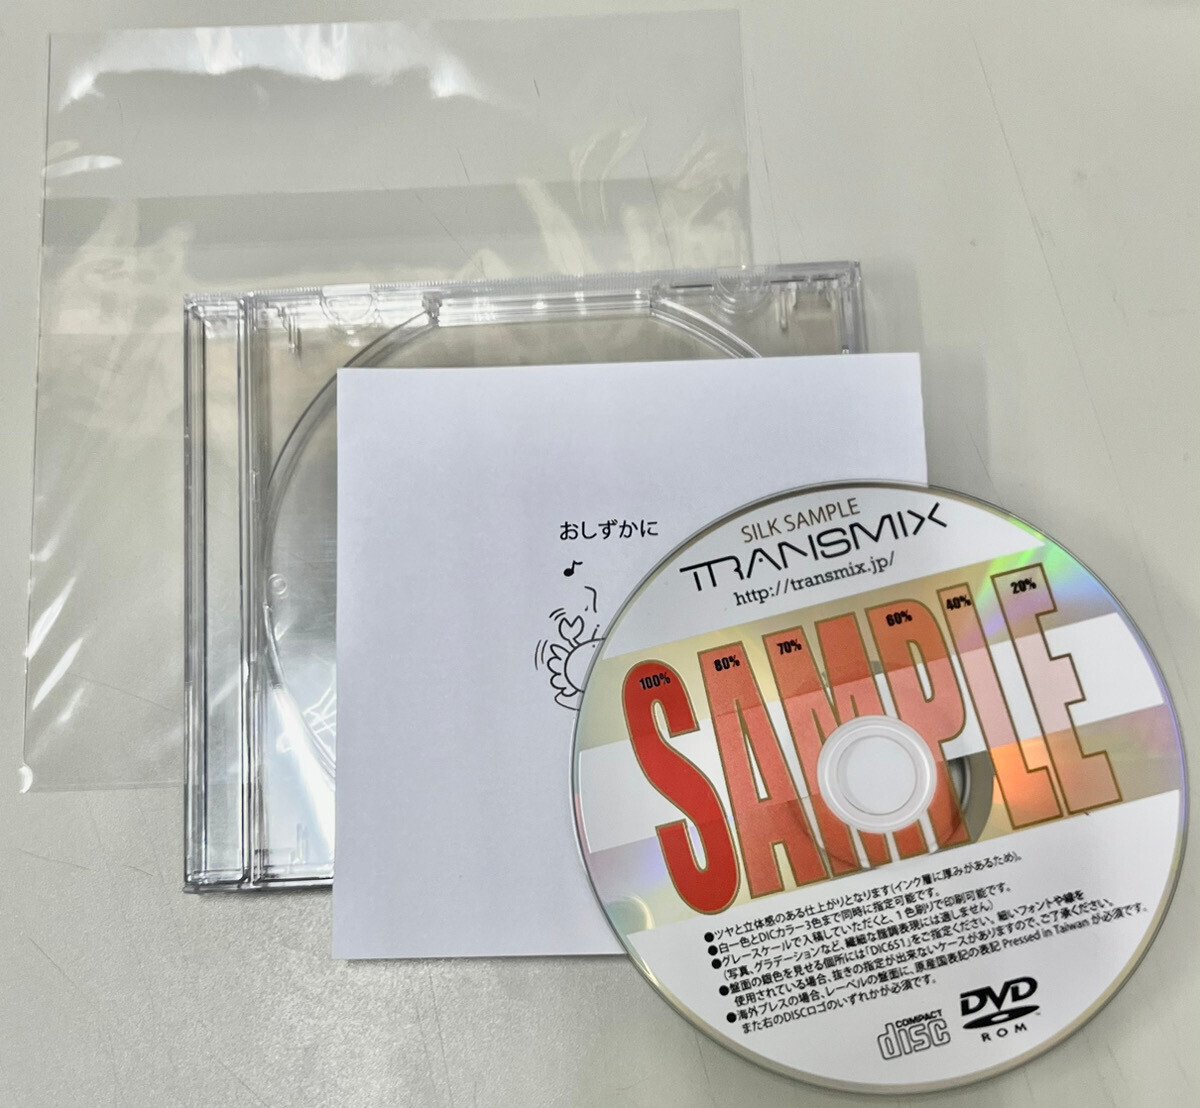 おしずかに
SILK SAMPLE
TRANSMIX
http://transmix.jp/
100% 80% 70% 60% 40% 20%
SAMPLE
●ツヤと立体感のある仕上がりとなります(インク層に厚みがあるため)。
●白一色とDICカラー3色まで同時に指定可能です。
●グレースケールで入稿していただくと、1色刷りで印刷可能です。
(写真、グラデーションなど、繊細な階調表現には適しません)
●盤面の銀色を見せる個所には「DIC651」をご指定ください。細いフォントや線を
使用されている場合、抜きの指定が出来ないケースがありますので、ご了承ください。
●海外プレスの場合、レーベルの盤面に、原産国表記の表記 Pressed in Taiwan が必須です。
また右のDISCロゴのいずれかが必須です。
COMPACT
disc
DVD
ROM